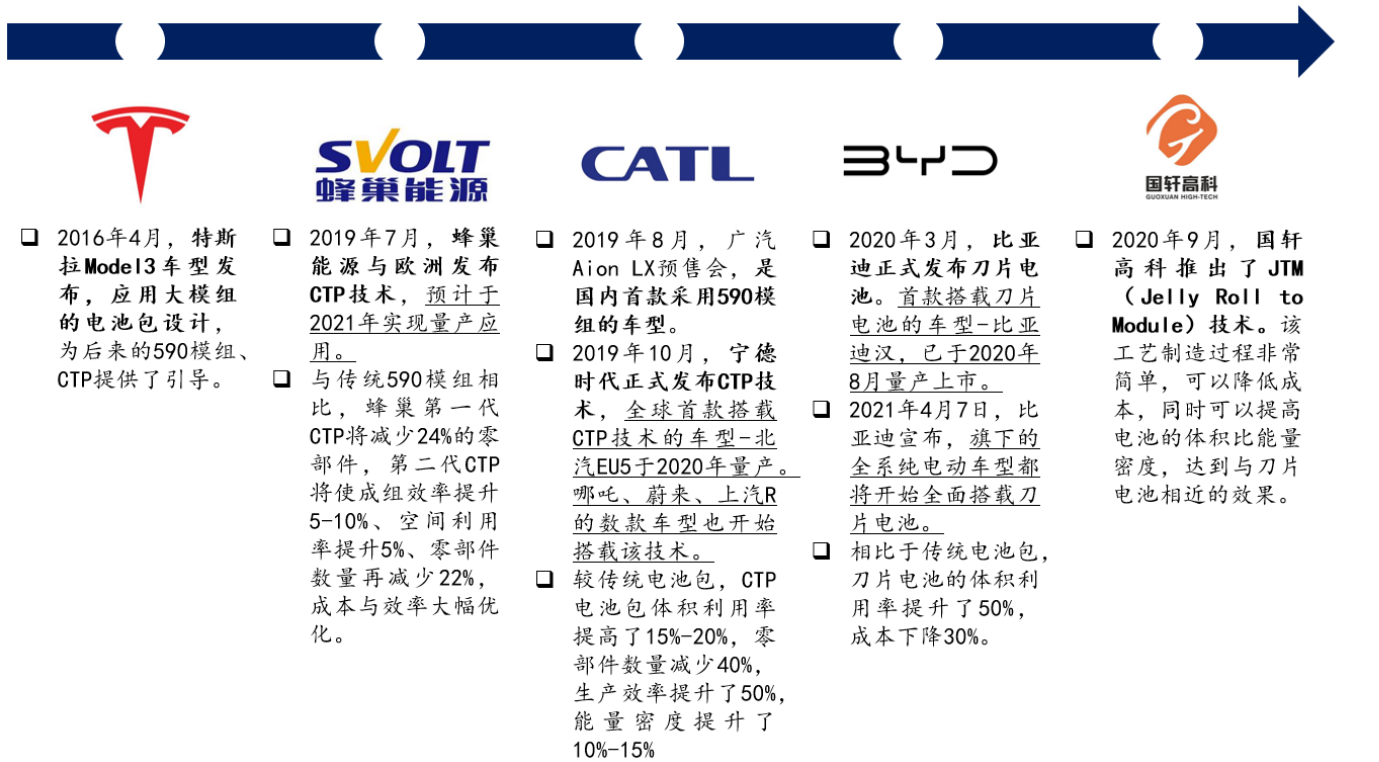 SVOLT
蜂巢能源
CATL
BYD
国轩高科
GUOXUAN HIGH-TECH
❑ 2016年4月，特斯
拉Model3车型发
布，应用大模组
的电池包设计，
为后来的590模组、
CTP提供了引导。
❑ 2019年7月，蜂巢
能源与欧洲发布
CTP技术，预计于
2021年实现量产应
用。
❑ 与传统590模组相
比，蜂巢第一代
CTP将减少24%的零
部件，第二代CTP
将使成组效率提升
5-10%、空间利用
率提升5%、零部件
数量再减少22%，
成本与效率大幅优
化。
❑ 2019年8月，广汽
Aion LX预售会，是
国内首款采用590模
组的车型。
❑ 2019年10月，宁德
时代正式发布CTP技
术，全球首款搭载
CTP技术的车型-北
汽EU5于2020年量产。
哪吒、蔚来、上汽R
的数款车型也开始
搭载该技术。
❑ 较传统电池包，CTP
电池包体积利用率
提高了15%-20%，零
部件数量减少40%，
生产效率提升了50%，
能量密度提升了
10%-15%
❑ 2020年3月，比亚
迪正式发布刀片电
池。首款搭载刀片
电池的车型-比亚
迪汉，已于2020年
8月量产上市。
❑ 2021年4月7日，比
亚迪宣布，旗下的
全系纯电动车型都
将开始全面搭载刀
片电池。
❑ 相比于传统电池包，
刀片电池的体积利
用率提升了50%，
成本下降30%。
❑ 2020年9月，国轩
高科推出了JTM
（Jelly Roll to
Module）技术。该
工艺制造过程非常
简单，可以降低成
本，同时可以提高
电池的体积比能量
密度，达到与刀片
电池相近的效果。